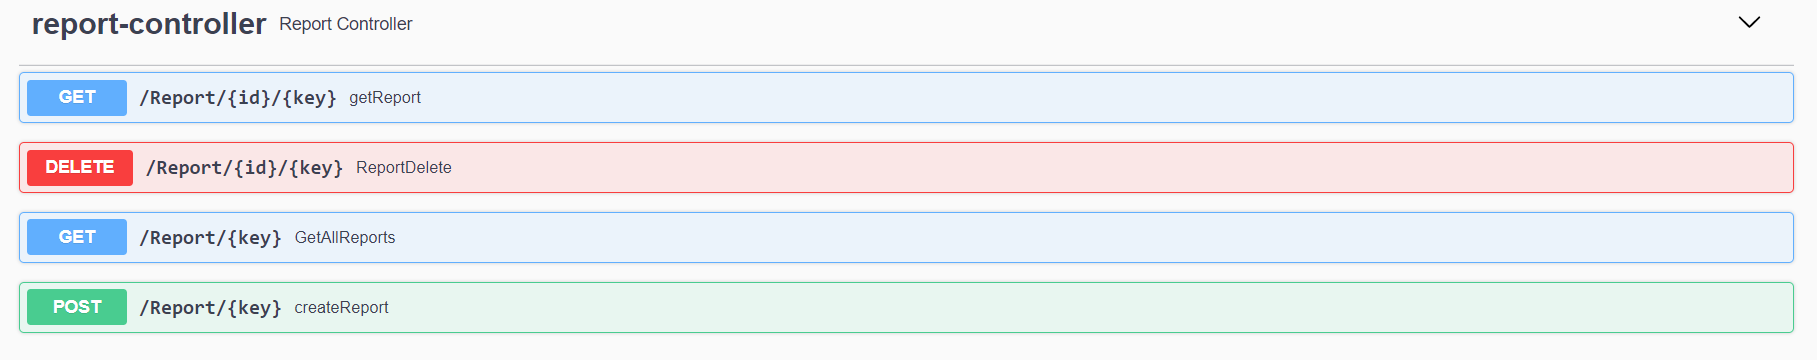 report-controller Report Controller
GET /Report/{id}/{key} getReport
DELETE /Report/{id}/{key} ReportDelete
GET /Report/{key} GetAllReports
POST /Report/{key} createReport